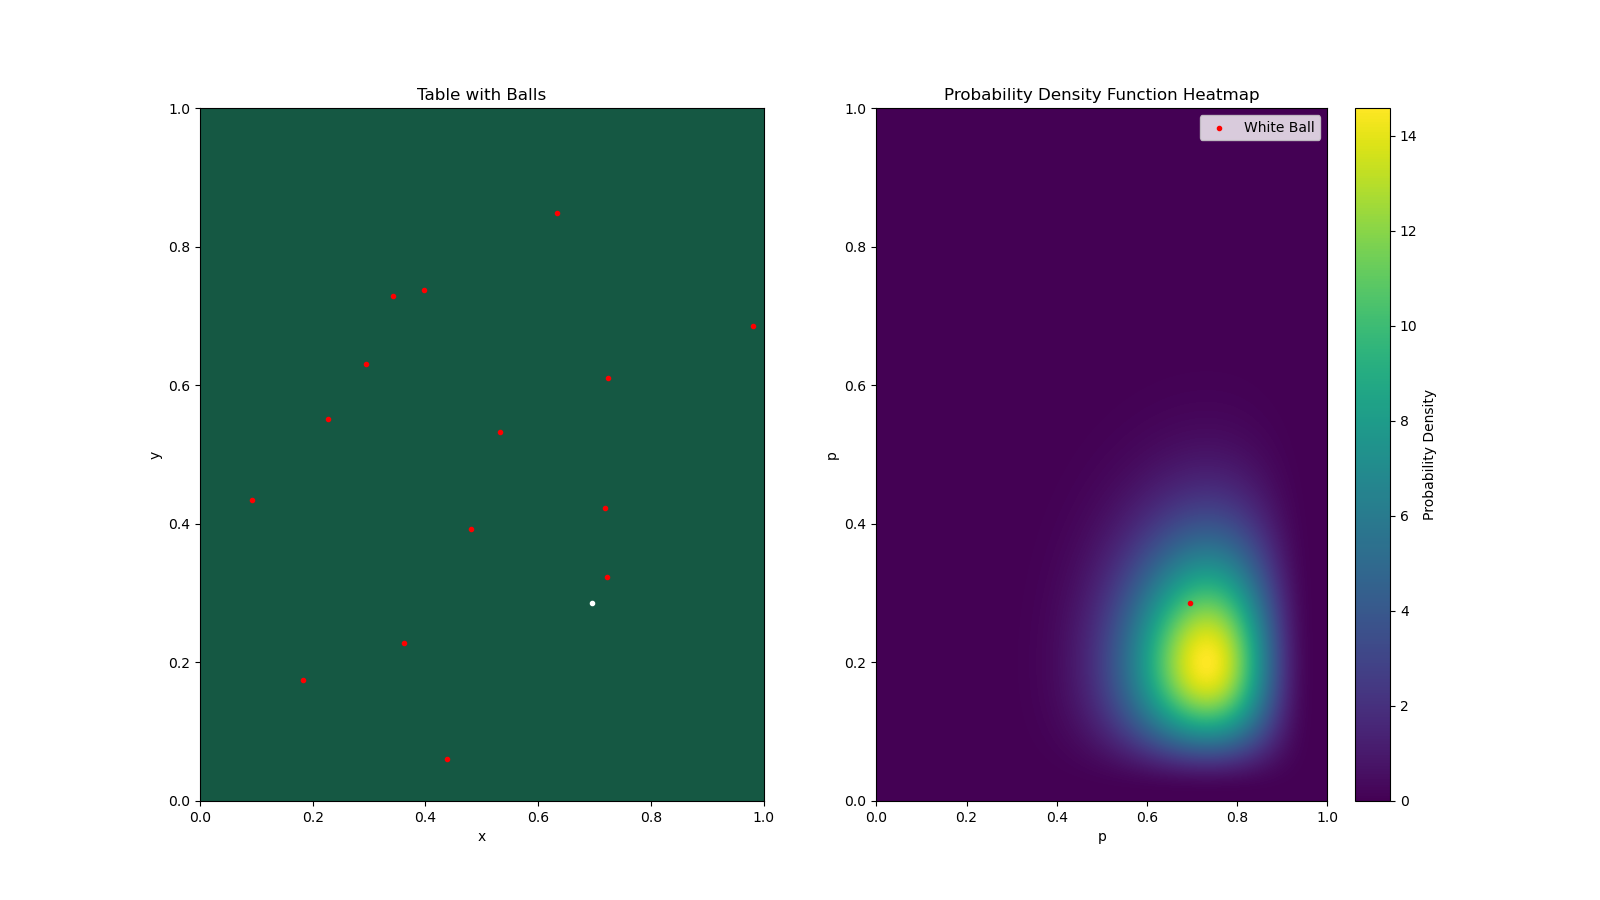 Table with Balls
1.0
0.8
0.6
0.4
0.2
0.0
y
0.0 0.2 0.4 0.6 0.8 1.0
x
Probability Density Function Heatmap
White Ball
1.0
0.8
0.6
0.4
0.2
0.0
p
0.0 0.2 0.4 0.6 0.8 1.0
p
14
12
10
8
6
4
2
0
Probability Density